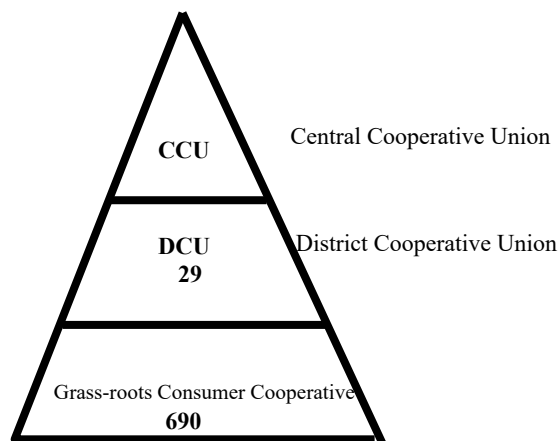 Central Cooperative Union
CCU
District Cooperative Union
DCU
29
Grass-roots Consumer Cooperative
690